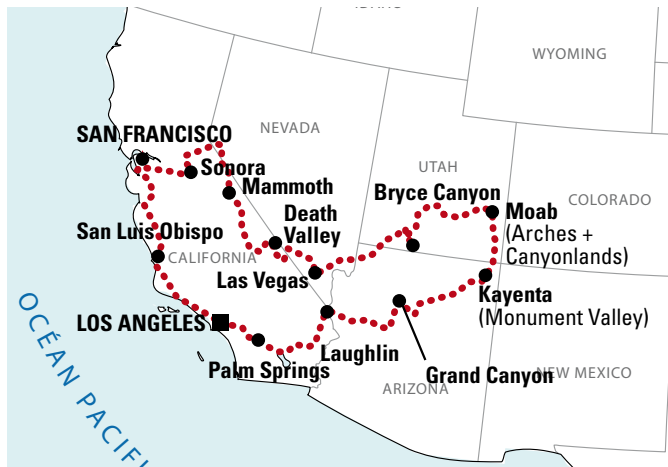 IDAHO
WYOMING
NEVADA
SAN FRANCISCO
Sonora
UTAH
Mammoth
Bryce Canyon
COLORADO
Moab
(Arches +
Canyonlands)
San Luis Obispo
Death
Valley
CALIFORNIA
Las Vegas
Kayenta
(Monument Valley)
LOS ANGELES
Laughlin
Palm Springs
Grand Canyon
ARIZONA
NEW MEXICO
OCÉAN PACIFI